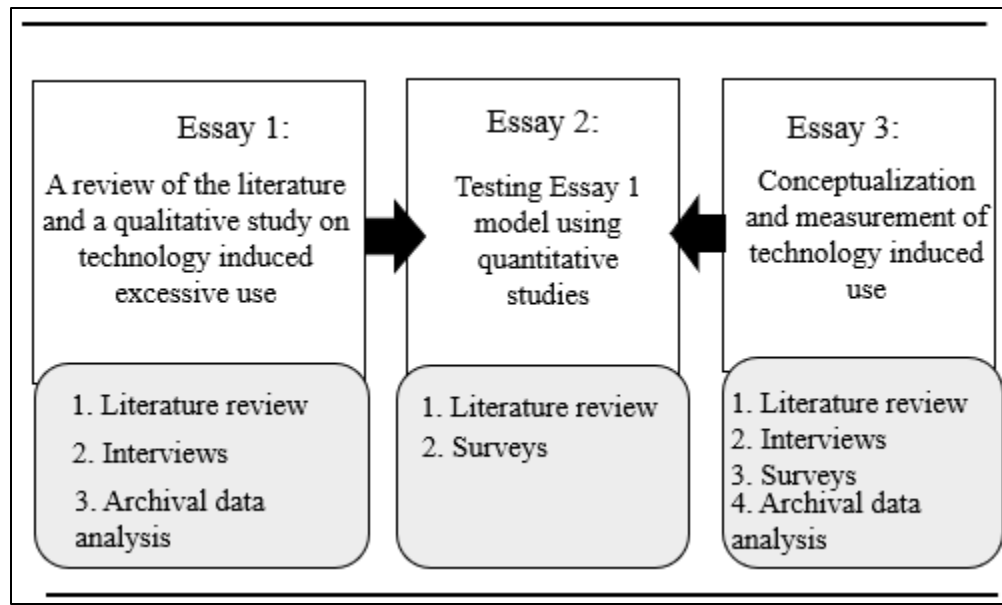 Essay 1:
A review of the literature
and a qualitative study on
technology induced
excessive use
1. Literature review
2. Interviews
3. Archival data
analysis
Essay 2:
Testing Essay 1
model using
quantitative
studies
1. Literature review
2. Surveys
Essay 3:
Conceptualization
and measurement of
technology induced
use
1. Literature review
2. Interviews
3. Surveys
4. Archival data
analysis